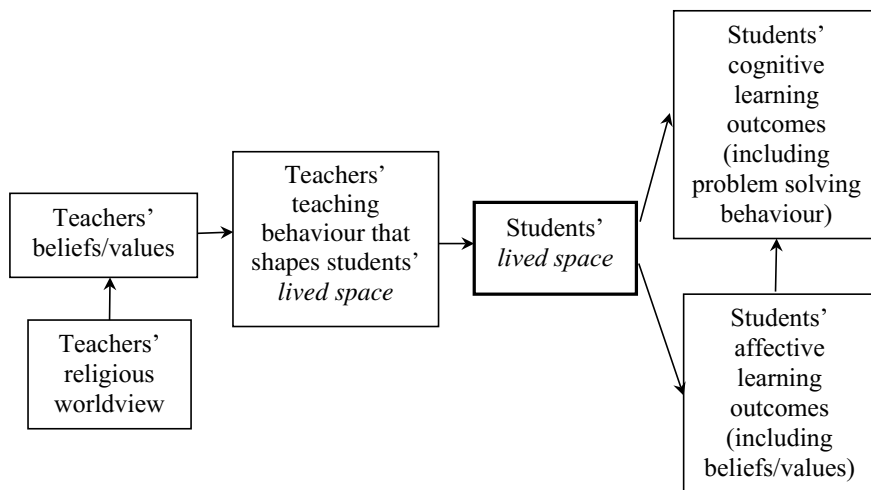 Teachers’
beliefs/values
Teachers’
religious
worldview
Teachers’
teaching
behaviour that
shapes students’
lived space
Students’
lived space
Students’
cognitive
learning
outcomes
(including
problem solving
behaviour)
Students’
affective
learning
outcomes
(including
beliefs/values)